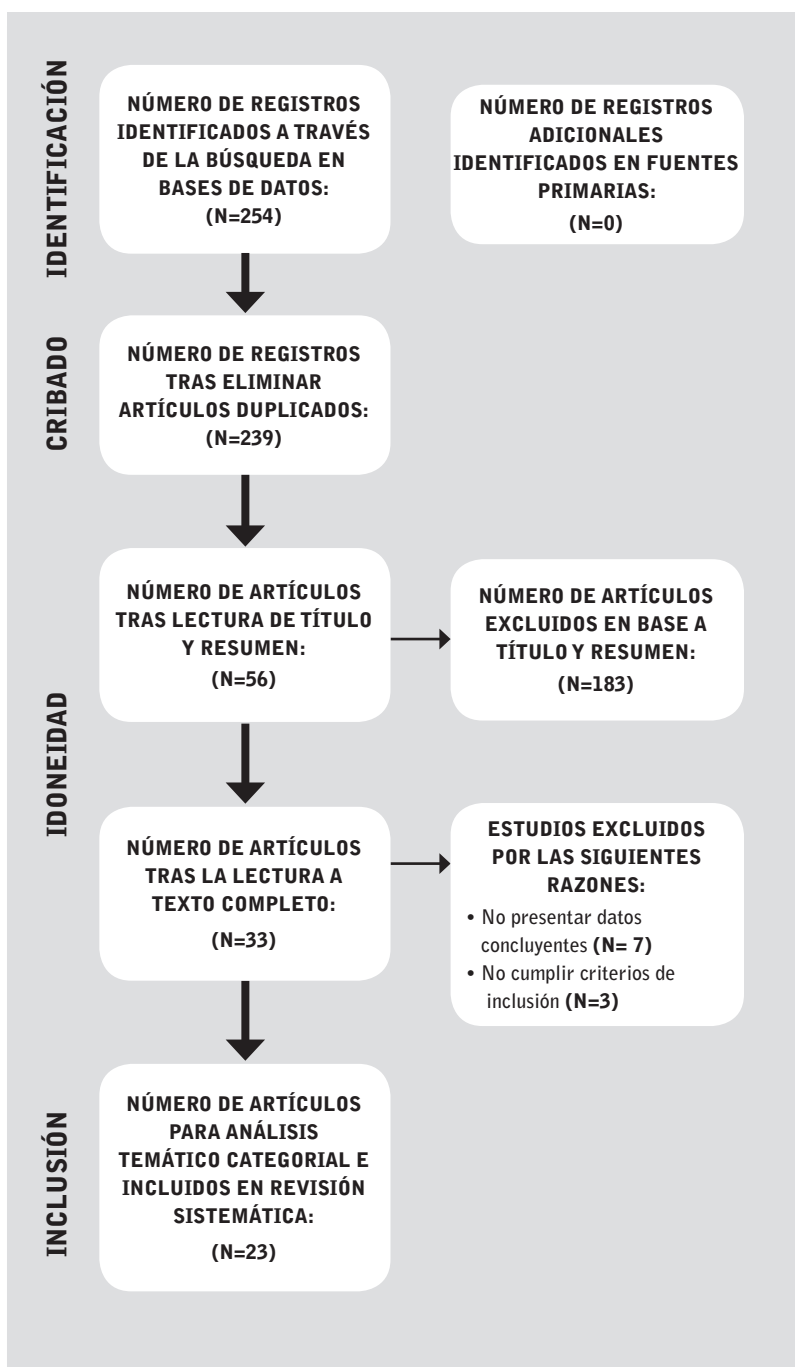 IDENTIFICACIÓN
NÚMERO DE REGISTROS
IDENTIFICADOS A TRAVÉS
DE LA BÚSQUEDA EN
BASES DE DATOS:
(N=254)
NÚMERO DE REGISTROS
ADICIONALES
IDENTIFICADOS EN FUENTES
PRIMARIAS:
(N=0)
CRIBADO
NÚMERO DE REGISTROS
TRAS ELIMINAR
ARTÍCULOS DUPLICADOS:
(N=239)
IDONEIDAD
NÚMERO DE ARTÍCULOS
TRAS LECTURA DE TÍTULO
Y RESUMEN:
(N=56)
NÚMERO DE ARTÍCULOS
EXCLUIDOS EN BASE A
TÍTULO Y RESUMEN:
(N=183)
NÚMERO DE ARTÍCULOS
TRAS LA LECTURA A
TEXTO COMPLETO:
(N=33)
ESTUDIOS EXCLUIDOS
POR LAS SIGUIENTES
RAZONES:
• No presentar datos
concluyentes (N= 7)
• No cumplir criterios de
inclusión (N=3)
INCLUSIÓN
NÚMERO DE ARTÍCULOS
PARA ANÁLISIS
TEMÁTICO CATEGORIAL E
INCLUIDOS EN REVISIÓN
SISTEMÁTICA:
(N=23)